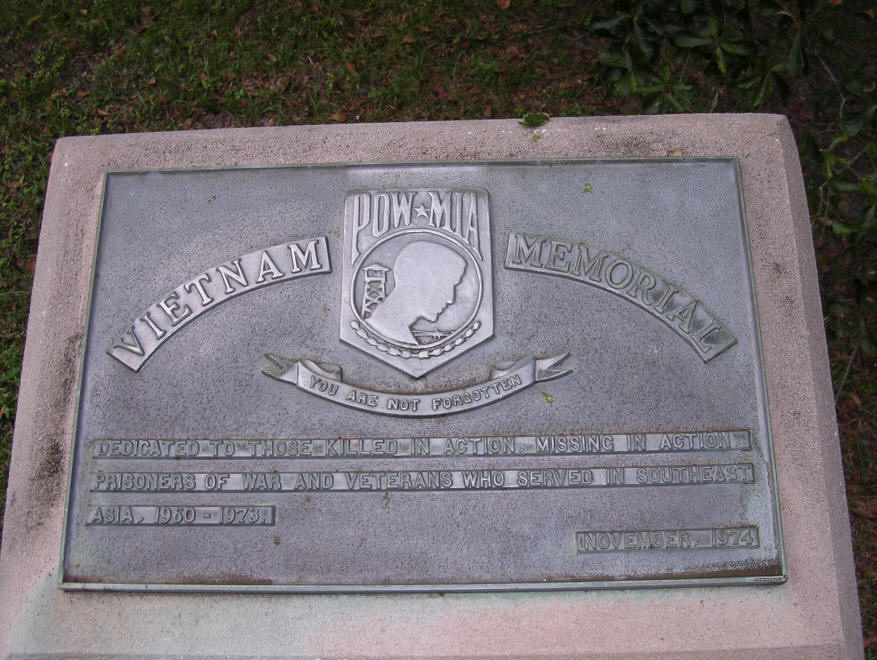 POW★MIA
VIETNAM MEMORIAL
YOU ARE NOT FORGOTTEN
DEDICATED TO THOSE KILLED IN ACTION. MISSING IN ACTION.
PRISONERS OF WAR AND VETERANS WHO SERVED IN SOUTHEAST
ASIA. 1960-1973.
NOVEMBER. 1974